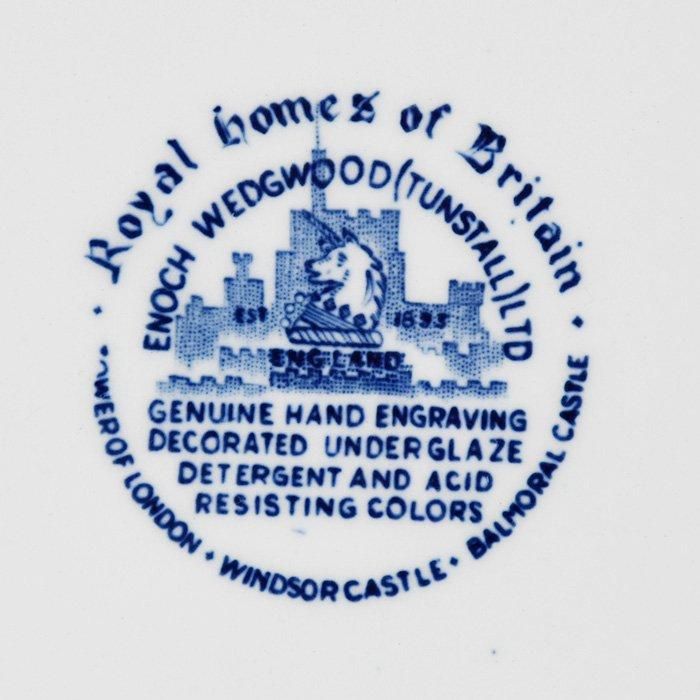 Royal homes of Britain
ENOCH WEDGWOOD (TUNSTALL) LTD
EST 1835
ENGLAND
GENUINE HAND ENGRAVING
DECORATED UNDERGLAZE
DETERGENT AND ACID
RESISTING COLORS
TOWER OF LONDON · WINDSOR CASTLE · BALMORAL CASTLE